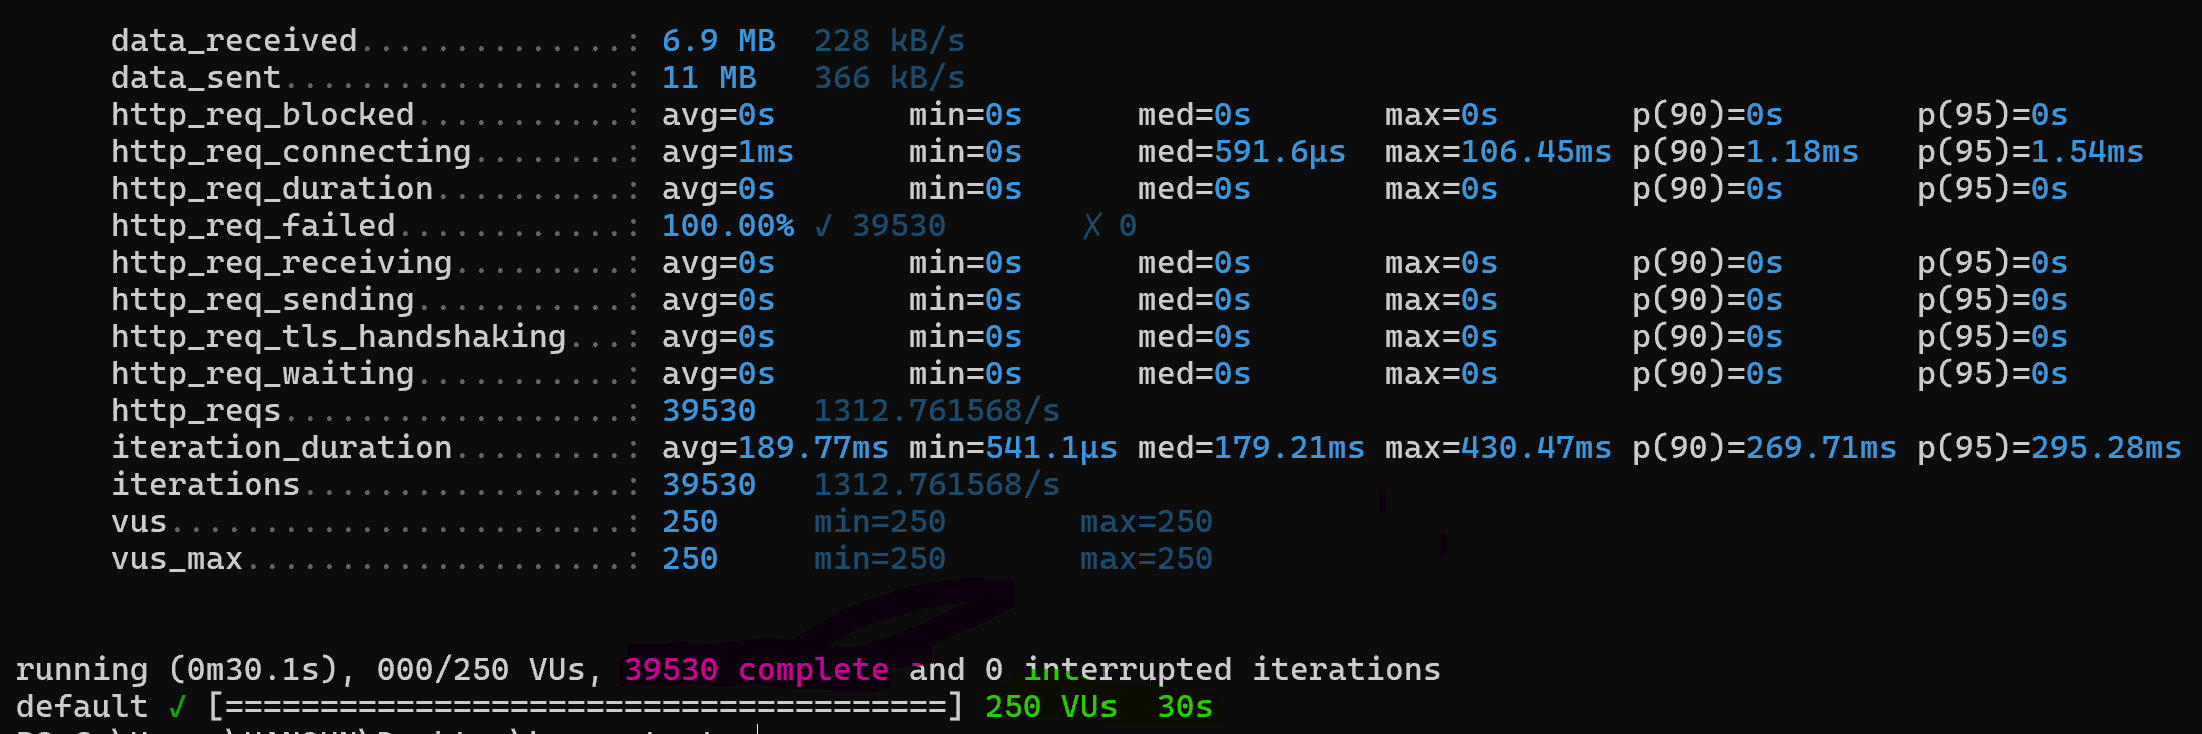 data_received..............: 6.9 MB 228 kB/s
data_sent..................: 11 MB 366 kB/s
http_req_blocked...........: avg=0s min=0s med=0s max=0s p(90)=0s p(95)=0s
http_req_connecting........: avg=1ms min=0s med=591.6µs max=106.45ms p(90)=1.18ms p(95)=1.54ms
http_req_duration..........: avg=0s min=0s med=0s max=0s p(90)=0s p(95)=0s
http_req_failed............: 100.00% ✓ 39530 ✗ 0
http_req_receiving.........: avg=0s min=0s med=0s max=0s p(90)=0s p(95)=0s
http_req_sending...........: avg=0s min=0s med=0s max=0s p(90)=0s p(95)=0s
http_req_tls_handshaking...: avg=0s min=0s med=0s max=0s p(90)=0s p(95)=0s
http_req_waiting...........: avg=0s min=0s med=0s max=0s p(90)=0s p(95)=0s
http_reqs..................: 39530 1312.761568/s
iteration_duration.........: avg=189.77ms min=541.1µs med=179.21ms max=430.47ms p(90)=269.71ms p(95)=295.28ms
iterations.................: 39530 1312.761568/s
vus........................: 250 min=250 max=250
vus_max....................: 250 min=250 max=250
running (0m30.1s), 000/250 VUs, 39530 complete and 0 interrupted iterations
default ✓ [======================================] 250 VUs 30s